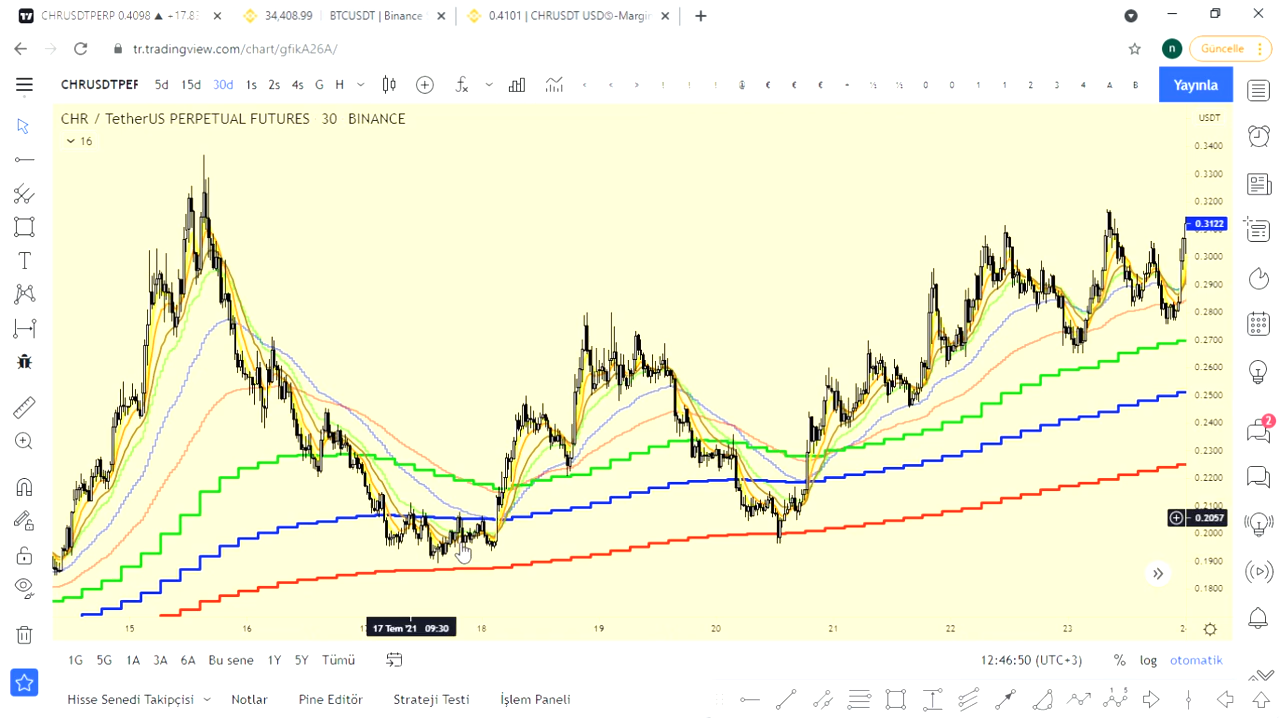 CHRUSDTPERP 0.4098 ▲ +17.83
34,408.99 BTCUSDT | Binance
0.4101 | CHRUSDT USDⓈ-Margin
tr.tradingview.com/chart/gfikA26A/
n
Güncelle
CHRUSDTPERP 5d 15d 30d 1s 2s 4s G H
Yayınla
CHR / TetherUS PERPETUAL FUTURES · 30 · BINANCE
USDT
16
0.3400
0.3300
0.3200
0.3122
0.3000
0.2900
0.2800
0.2700
0.2600
0.2500
0.2400
0.2300
0.2200
0.2100
0.2057
0.2000
0.1900
0.1800
2
15 16 17 Tem '21 09:30 18 19 20 21 22 23
1G 5G 1A 3A 6A Bu sene 1Y 5Y Tümü
12:46:50 (UTC+3) % log otomatik
Hisse Senedi Takipçisi Notlar Pine Editör Strateji Testi İşlem Paneli